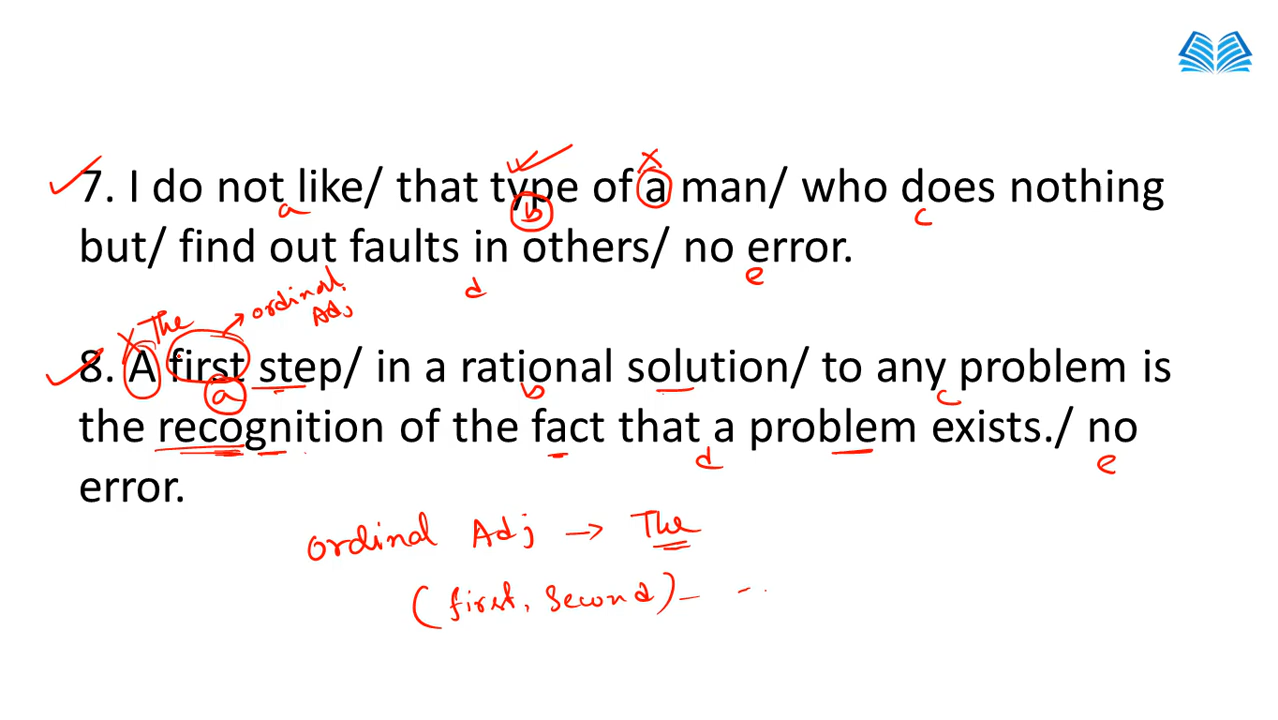 7. I do not like/ that type of a man/ who does nothing
a b x c
but/ find out faults in others/ no error.
d e
The ordinal Adj
8. A first step/ in a rational solution/ to any problem is
a b c
the recognition of the fact that a problem exists./ no
d e
error.
ordinal Adj → The
(first, second) - - .